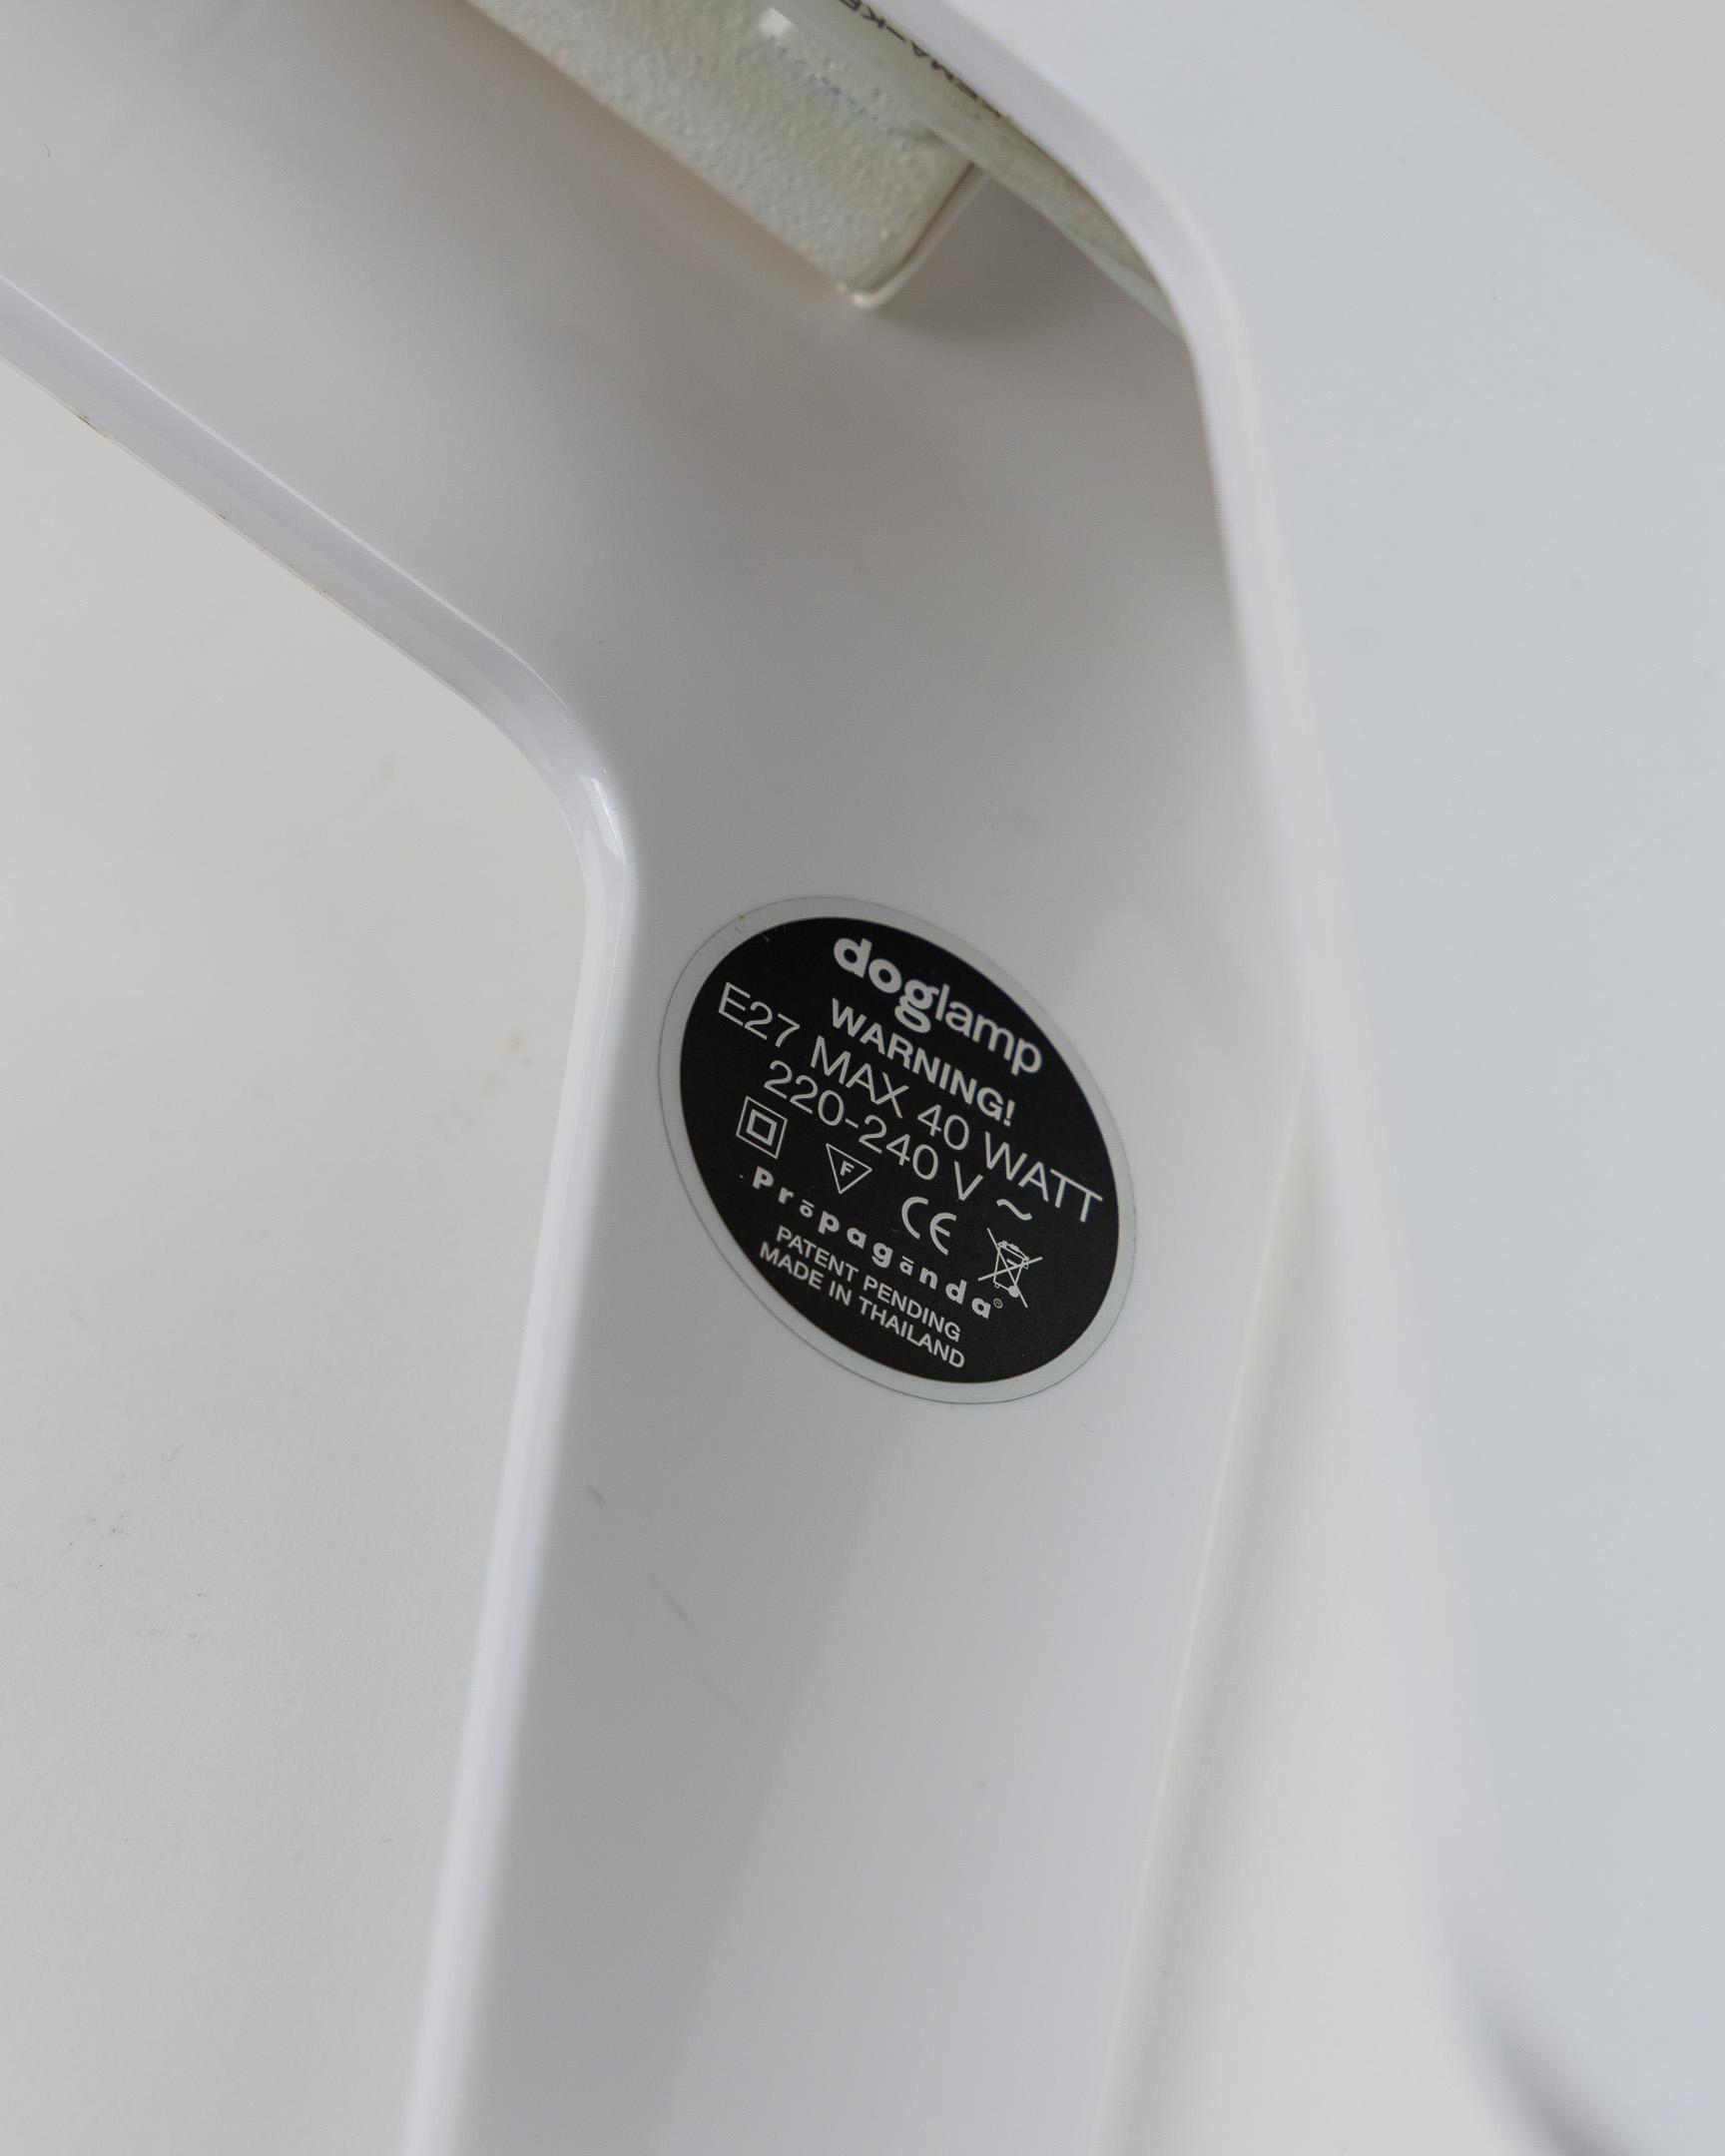 doglamp
WARNING!
E27 MAX 40 WATT
220-240 V ~
F CE
Prōpagānda®
PATENT PENDING
MADE IN THAILAND